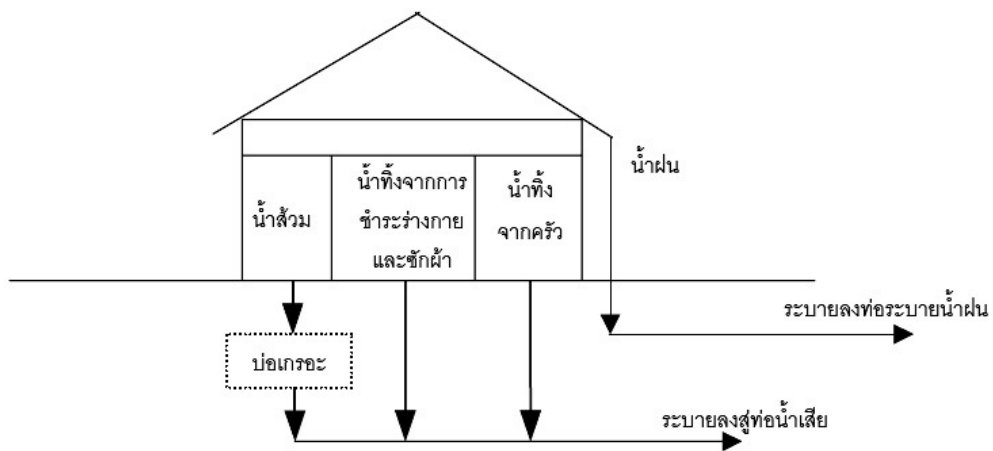 น้ำฝน
น้ำส้วม
น้ำทิ้งจากการ
ชำระร่างกาย
และซักผ้า
น้ำทิ้ง
จากครัว
ระบายลงท่อระบายน้ำฝน
บ่อเกรอะ
ระบายลงสู่ท่อน้ำเสีย